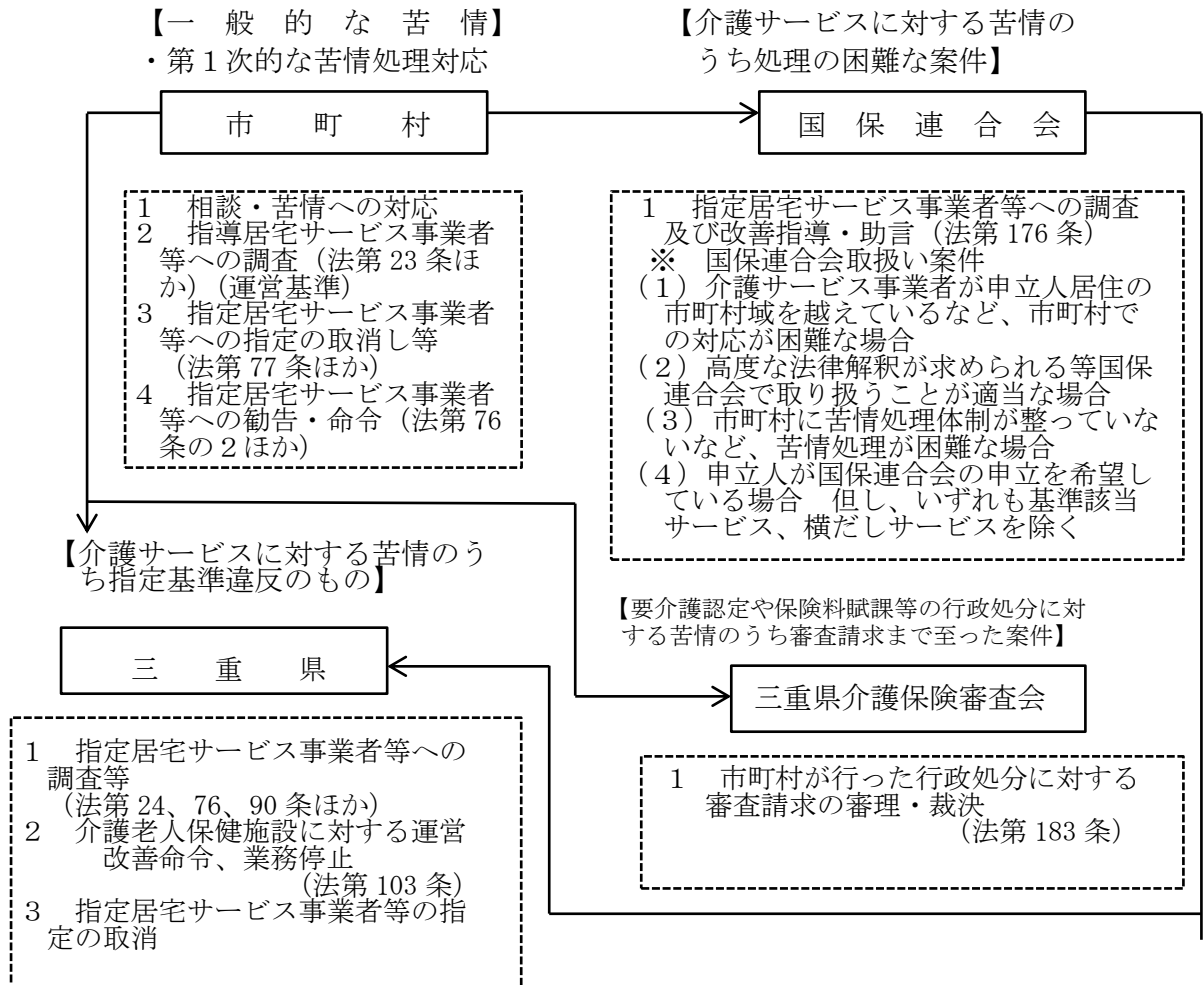 【一　般　的　な　苦　情】
・第１次的な苦情処理対応
市　町　村
1　相談・苦情への対応
2　指導居宅サービス事業者
等への調査（法第 23 条ほ
か）（運営基準）
3　指定居宅サービス事業者
等への指定の取消し等
（法第 77 条ほか）
4　指定居宅サービス事業者
等への勧告・命令（法第 76
条の２ほか）
【介護サービスに対する苦情の
うち処理の困難な案件】
国　保　連　合　会
1　指定居宅サービス事業者等への調査
及び改善指導・助言（法第 176 条）
※　国保連合会取扱い案件
（１）介護サービス事業者が申立人居住の
市町村域を越えているなど、市町村で
の対応が困難な場合
（２）高度な法律解釈が求められる等国保
連合会で取り扱うことが適当な場合
（３）市町村に苦情処理体制が整っていな
いなど、苦情処理が困難な場合
（４）申立人が国保連合会の申立を希望し
ている場合　但し、いずれも基準該当
サービス、横だしサービスを除く
【介護サービスに対する苦情のう
ち指定基準違反のもの】
三　重　県
1　指定居宅サービス事業者等への
調査等
（法第 24、76、90 条ほか）
2　介護老人保健施設に対する運営
改善命令、業務停止
（法第 103 条）
3　指定居宅サービス事業者等の指
定の取消
【要介護認定や保険料賦課等の行政処分に対
する苦情のうち審査請求まで至った案件】
三重県介護保険審査会
1　市町村が行った行政処分に対する
審査請求の審理・裁決
（法第 183 条）